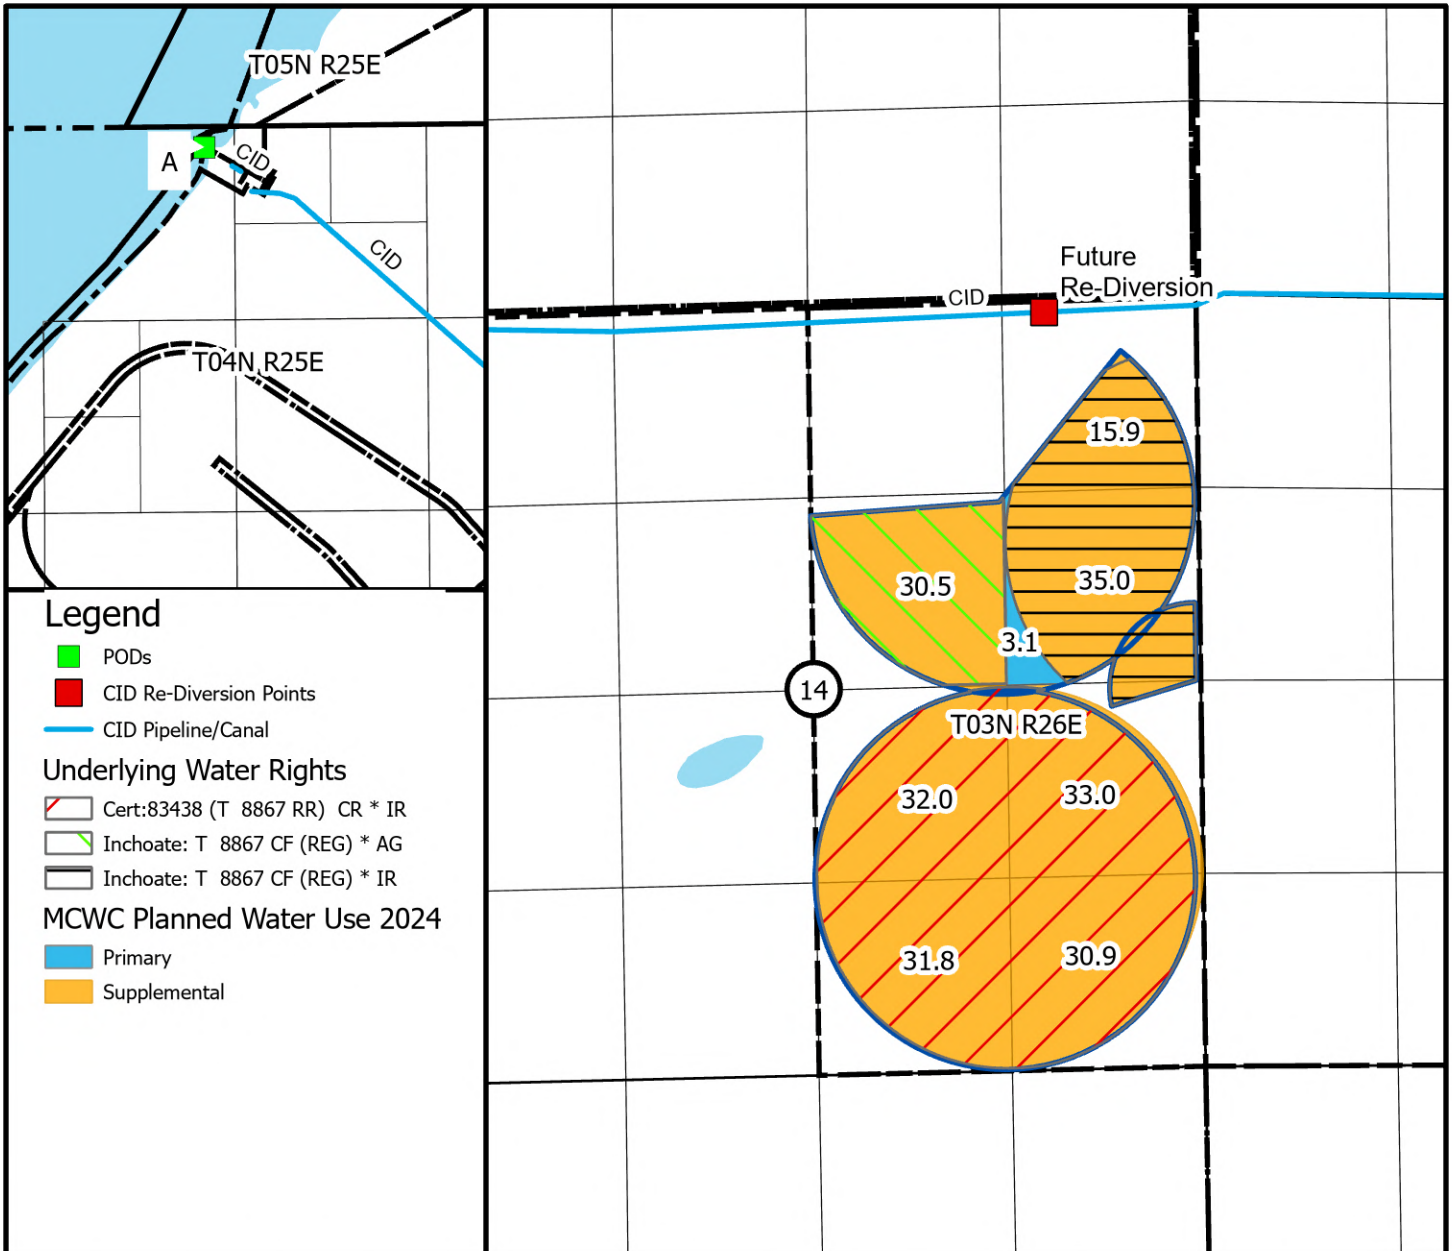 T05N R25E
A
CID
CID
T04N R25E
Legend
PODs
CID Re-Diversion Points
CID Pipeline/Canal
Underlying Water Rights
Cert:83438 (T 8867 RR) CR * IR
Inchoate: T 8867 CF (REG) * AG
Inchoate: T 8867 CF (REG) * IR
MCWC Planned Water Use 2024
Primary
Supplemental
Future
Re-Diversion
CID
15.9
30.5
35.0
3.1
14
T03N R26E
32.0
33.0
31.8
30.9